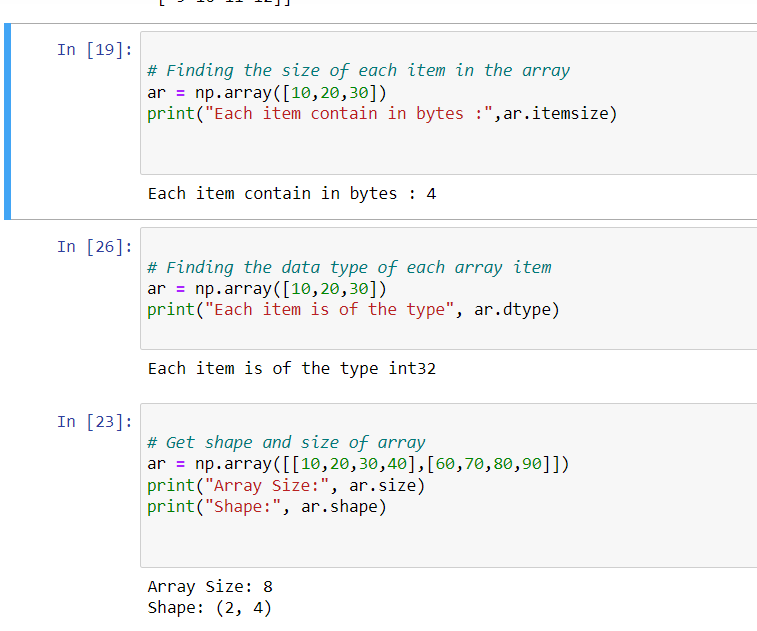 [ 9 10 11 12]]
In [19]:
# Finding the size of each item in the array
ar = np.array([10,20,30])
print("Each item contain in bytes :",ar.itemsize)
Each item contain in bytes : 4
In [26]:
# Finding the data type of each array item
ar = np.array([10,20,30])
print("Each item is of the type", ar.dtype)
Each item is of the type int32
In [23]:
# Get shape and size of array
ar = np.array([[10,20,30,40],[60,70,80,90]])
print("Array Size:", ar.size)
print("Shape:", ar.shape)
Array Size: 8
Shape: (2, 4)